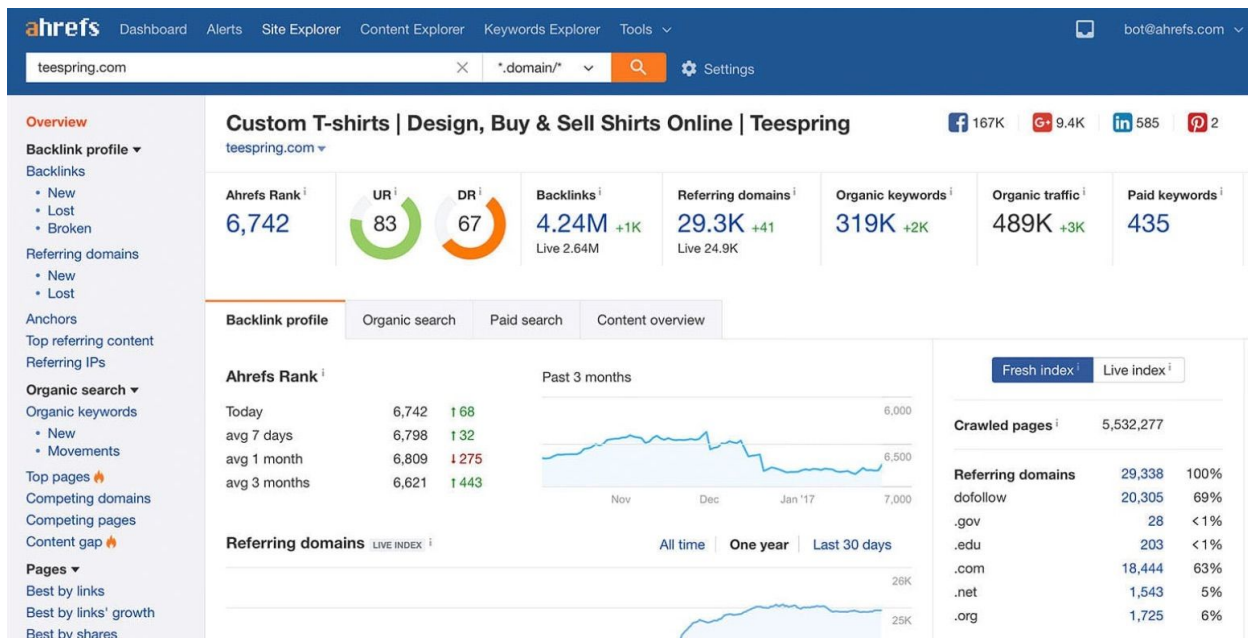 ahrefs Dashboard Alerts Site Explorer Content Explorer Keywords Explorer Tools bot@ahrefs.com
teespring.com *.domain/* Settings
Overview
Backlink profile
Backlinks
• New
• Lost
• Broken
Referring domains
• New
• Lost
Anchors
Top referring content
Referring IPs
Organic search
Organic keywords
• New
• Movements
Top pages
Competing domains
Competing pages
Content gap
Pages
Best by links
Best by links' growth
Best by shares
Custom T-shirts | Design, Buy & Sell Shirts Online | Teespring
teespring.com
167K G+ 9.4K in 585 2
Ahrefs Rank i
6,742
UR i
83
DR i
67
Backlinks i
4.24M +1K
Live 2.64M
Referring domains i
29.3K +41
Live 24.9K
Organic keywords i
319K +2K
Organic traffic i
489K +3K
Paid keywords i
435
Backlink profile Organic search Paid search Content overview
Ahrefs Rank i
Today 6,742 ↑68
avg 7 days 6,798 ↑32
avg 1 month 6,809 ↓275
avg 3 months 6,621 ↑443
Past 3 months
6,000
6,500
7,000
Nov Dec Jan '17
Referring domains LIVE INDEX i
All time One year Last 30 days
26K
25K
Fresh index i Live index i
Crawled pages i 5,532,277
Referring domains 29,338 100%
dofollow 20,305 69%
.gov 28 <1%
.edu 203 <1%
.com 18,444 63%
.net 1,543 5%
.org 1,725 6%